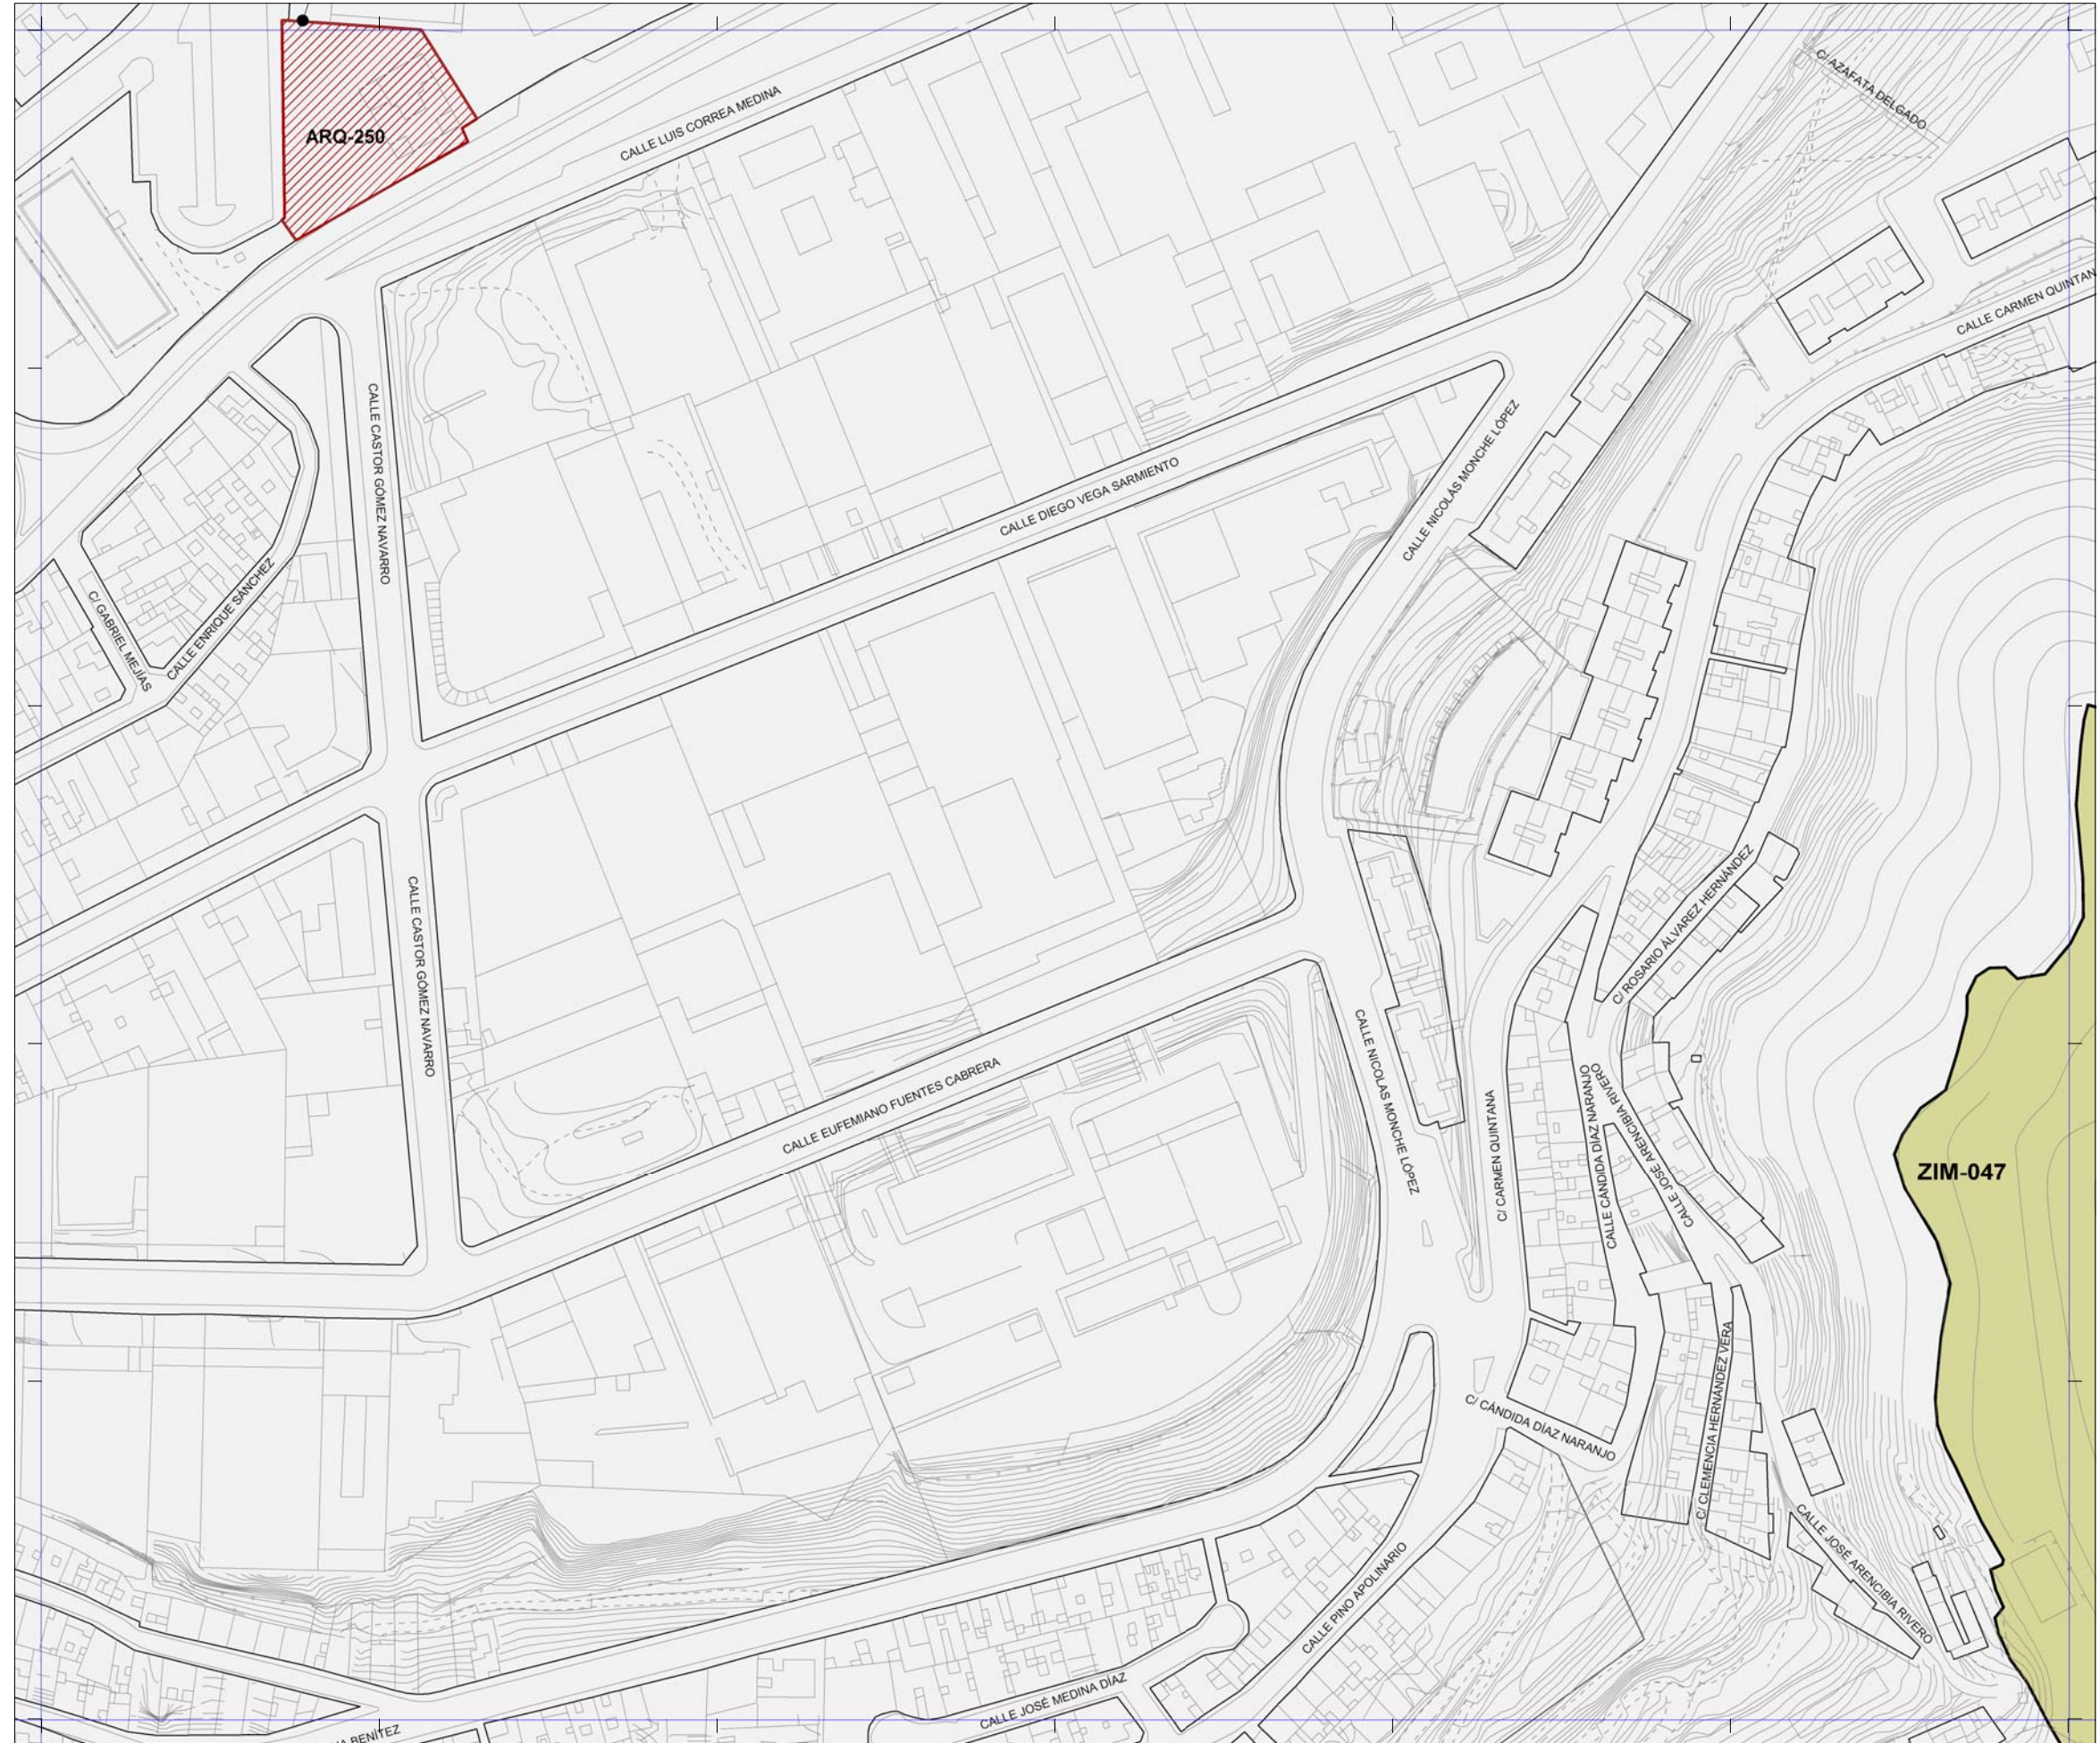 C/ AZAFATA DELGADO
CALLE LUIS CORREA MEDINA
ARQ-250
CALLE CARMEN QUINTAN
CALLE CASTOR GÓMEZ NAVARRO
CALLE NICOLÁS MONCHE LÓPEZ
CALLE DIEGO VEGA SARMIENTO
CALLE ENRIQUE SÁNCHEZ
C/ GABRIEL MEJÍAS
C/ ROSARIO ÁLVAREZ HERNÁNDEZ
CALLE CASTOR GÓMEZ NAVARRO
CALLE NICOLAS MONCHE LÓPEZ
CALLE EUFEMIANO FUENTES CABRERA
C/ CARMEN QUINTANA
CALLE CÁNDIDA DÍAZ NARANJO
CALLE JOSÉ ARENCIBIA RIVERO
ZIM-047
C/ CLEMENCIA HERNÁNDEZ VERA
C/ CÁNDIDA DÍAZ NARANJO
CALLE JOSÉ ARENCIBIA RIVERO
CALLE PINO APOLINARIO
CALLE JOSÉ MEDINA DÍAZ
BENÍTEZ